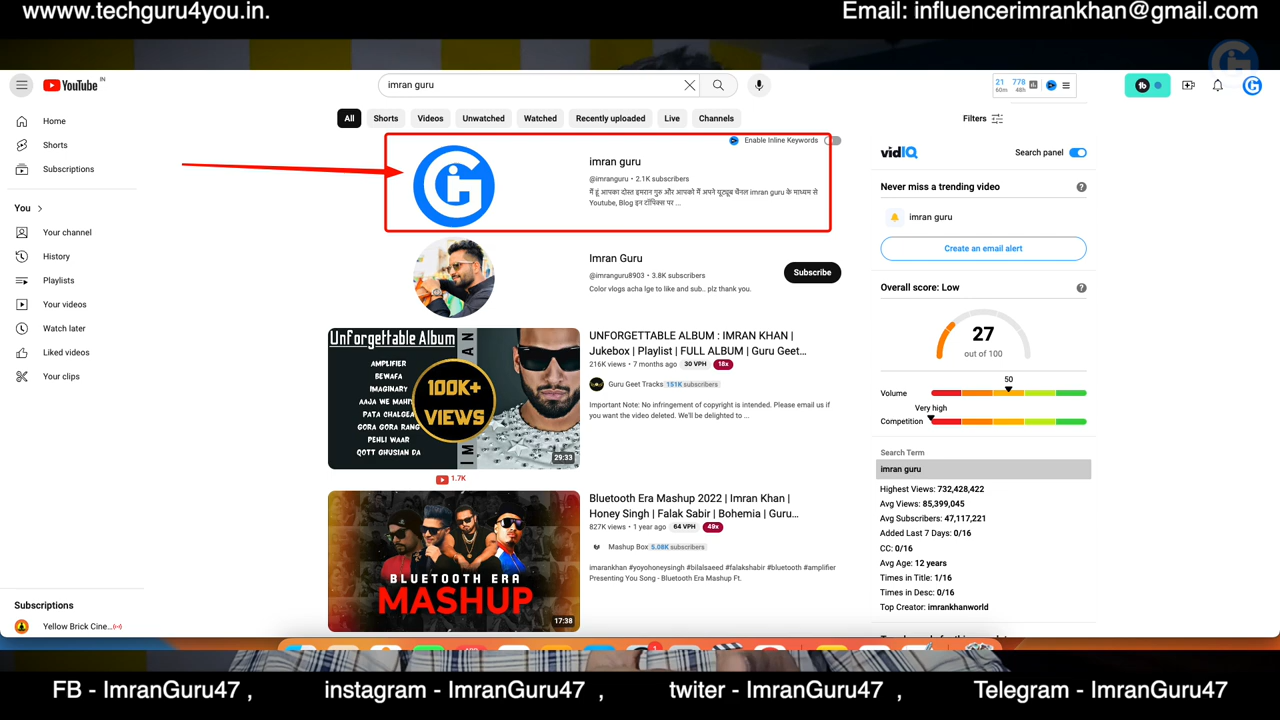 www.techguru4you.in.
Email: influencerimrankhan@gmail.com
YouTube IN
imran guru
21 60m 778 48h
Home
Shorts
Subscriptions
You
Your channel
History
Playlists
Your videos
Watch later
Liked videos
Your clips
Subscriptions
Yellow Brick Cine...
All Shorts Videos Unwatched Watched Recently uploaded Live Channels
Filters
Enable Inline Keywords
imran guru
@imranguru • 2.1K subscribers
मैं हूं आपका दोस्त इमरान गुरु और आपको मैं अपने यूट्यूब चैनल imran guru के माध्यम से
Youtube, Blog इन टॉपिक्स पर ...
Imran Guru
@imranguru8903 • 3.8K subscribers
Color vlogs acha lge to like and sub.. plz thank you.
Subscribe
Unforgettable Album
AMPLIFIER
BEWAFA
IMAGINARY
AAJA WE MAHI
PATA CHALGEA
GORA GORA RANG
PEHLI WAAR
QOTT GHUSIAN DA
100K+
VIEWS
29:33
1.7K
UNFORGETTABLE ALBUM : IMRAN KHAN |
Jukebox | Playlist | FULL ALBUM | Guru Geet...
216K views • 7 months ago 30 VPH 18x
Guru Geet Tracks 151K subscribers
Important Note: No infringement of copyright is intended. Please email us if
you want the video deleted. We'll be delighted to ...
BLUETOOTH ERA
MASHUP
17:38
Bluetooth Era Mashup 2022 | Imran Khan |
Honey Singh | Falak Sabir | Bohemia | Guru...
827K views • 1 year ago 64 VPH 49x
Mashup Box 5.08K subscribers
imarankhan #yoyohoneysingh #bilalsaeed #falakshabir #bluetooth #amplifier
Presenting You Song - Bluetooth Era Mashup Ft.
vidIQ
Search panel
Never miss a trending video
imran guru
Create an email alert
Overall score: Low
27
out of 100
50
Volume
Very high
Competition
Search Term
imran guru
Highest Views: 732,428,422
Avg Views: 85,399,045
Avg Subscribers: 47,117,221
Added Last 7 Days: 0/16
CC: 0/16
Avg Age: 12 years
Times in Title: 1/16
Times in Desc: 0/16
Top Creator: imrankhanworld
FB - ImranGuru47 , instagram - ImranGuru47 , twiter - ImranGuru47 , Telegram - ImranGuru47